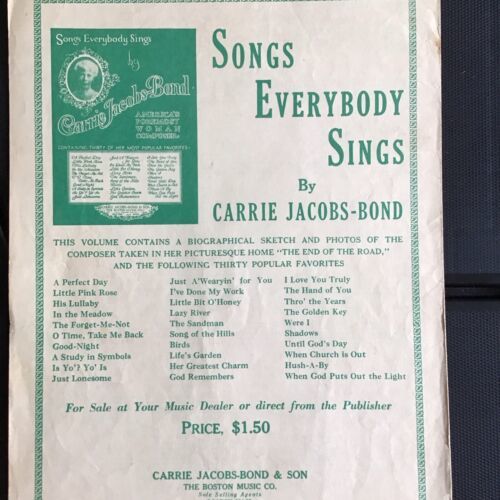 Songs Everybody Sings
by
Carrie Jacobs-Bond
AMERICA'S
FOREMOST
WOMAN
COMPOSER
CONTAINING THIRTY OF HER MOST POPULAR FAVORITES
SONGS
EVERYBODY
SINGS
By
CARRIE JACOBS-BOND
THIS VOLUME CONTAINS A BIOGRAPHICAL SKETCH AND PHOTOS OF THE
COMPOSER TAKEN IN HER PICTURESQUE HOME "THE END OF THE ROAD,"
AND THE FOLLOWING THIRTY POPULAR FAVORITES
A Perfect Day
Little Pink Rose
His Lullaby
In the Meadow
The Forget-Me-Not
O Time, Take Me Back
Good-Night
A Study in Symbols
Is Yo'? Yo' Is
Just Lonesome
Just A'Wearyin' for You
I've Done My Work
Little Bit O'Honey
Lazy River
The Sandman
Song of the Hills
Birds
Life's Garden
Her Greatest Charm
God Remembers
I Love You Truly
The Hand of You
Thro' the Years
The Golden Key
Were I
Shadows
Until God's Day
When Church is Out
Hush-A-By
When God Puts Out the Light
For Sale at Your Music Dealer or direct from the Publisher
PRICE, $1.50
CARRIE JACOBS-BOND & SON
THE BOSTON MUSIC CO.
Sole Selling Agents